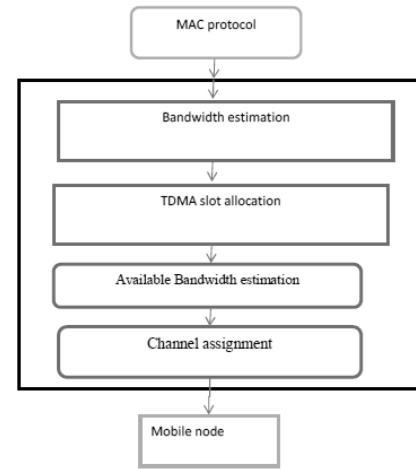 MAC protocol
Bandwidth estimation
TDMA slot allocation
Available Bandwidth estimation
Channel assignment
Mobile node